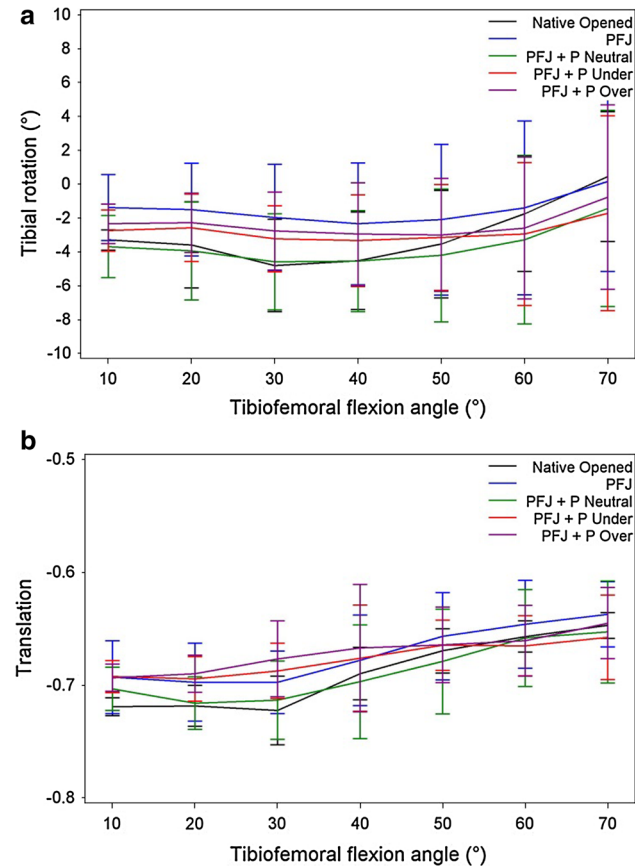 a
10
8
6
4
2
0
-2
-4
-6
-8
-10
Tibial rotation (°)
Native Opened
PFJ
PFJ + P Neutral
PFJ + P Under
PFJ + P Over
10 20 30 40 50 60 70
Tibiofemoral flexion angle (°)
b
-0.5
-0.6
-0.7
-0.8
Translation
Native Opened
PFJ
PFJ + P Neutral
PFJ + P Under
PFJ + P Over
10 20 30 40 50 60 70
Tibiofemoral flexion angle (°)